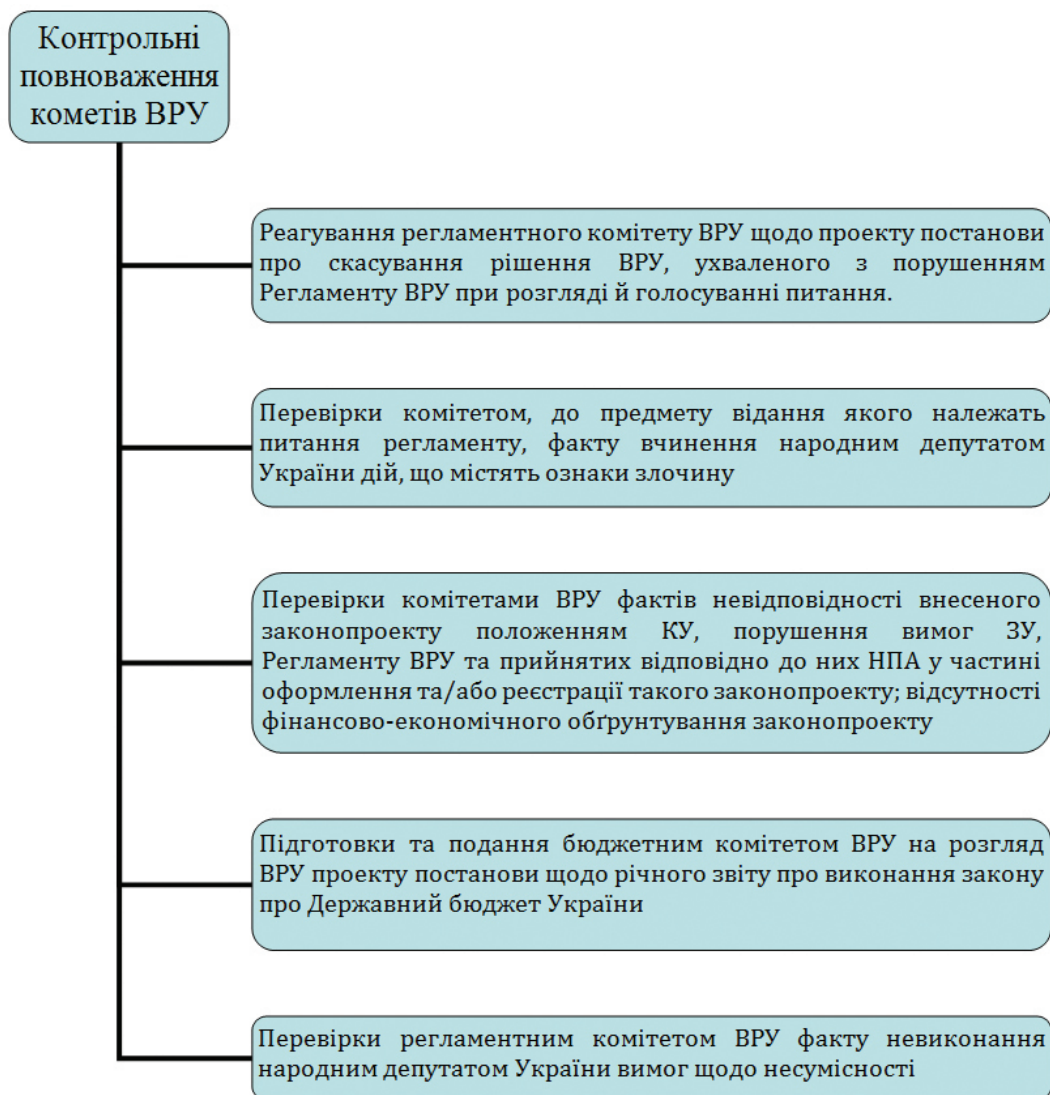 Контрольні
повноваження
кометів ВРУ
Реагування регламентного комітету ВРУ щодо проекту постанови
про скасування рішення ВРУ, ухваленого з порушенням
Регламенту ВРУ при розгляді й голосуванні питання.
Перевірки комітетом, до предмету відання якого належать
питання регламенту, факту вчинення народним депутатом
України дій, що містять ознаки злочину
Перевірки комітетами ВРУ фактів невідповідності внесеного
законопроекту положенням КУ, порушення вимог ЗУ,
Регламенту ВРУ та прийнятих відповідно до них НПА у частині
оформлення та/або реєстрації такого законопроекту; відсутності
фінансово-економічного обґрунтування законопроекту
Підготовки та подання бюджетним комітетом ВРУ на розгляд
ВРУ проекту постанови щодо річного звіту про виконання закону
про Державний бюджет України
Перевірки регламентним комітетом ВРУ факту невиконання
народним депутатом України вимог щодо несумісності